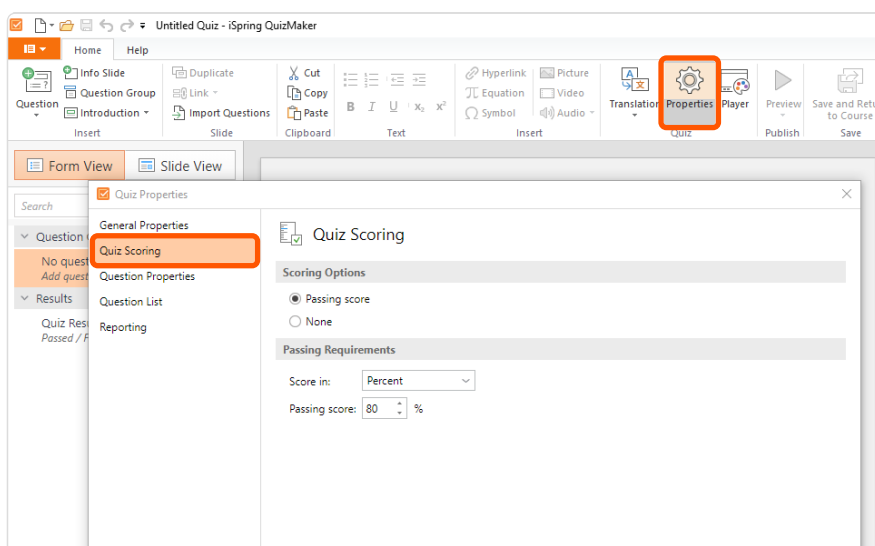 Untitled Quiz - iSpring QuizMaker
Home Help
Info Slide Duplicate Cut Hyperlink Picture
Question Group Link Copy Equation Video
Question Introduction Import Questions Paste B I U X₂ X² Symbol Audio Translation Properties Player Preview Save and Retu
to Course
Insert Slide Clipboard Text Insert Quiz Publish Save
Form View Slide View
Search
Quiz Properties
Question
No quest
Add quest
Results
Quiz Res
Passed / F
General Properties
Quiz Scoring
Question Properties
Question List
Reporting
Quiz Scoring
Scoring Options
Passing score
None
Passing Requirements
Score in: Percent
Passing score: 80 %